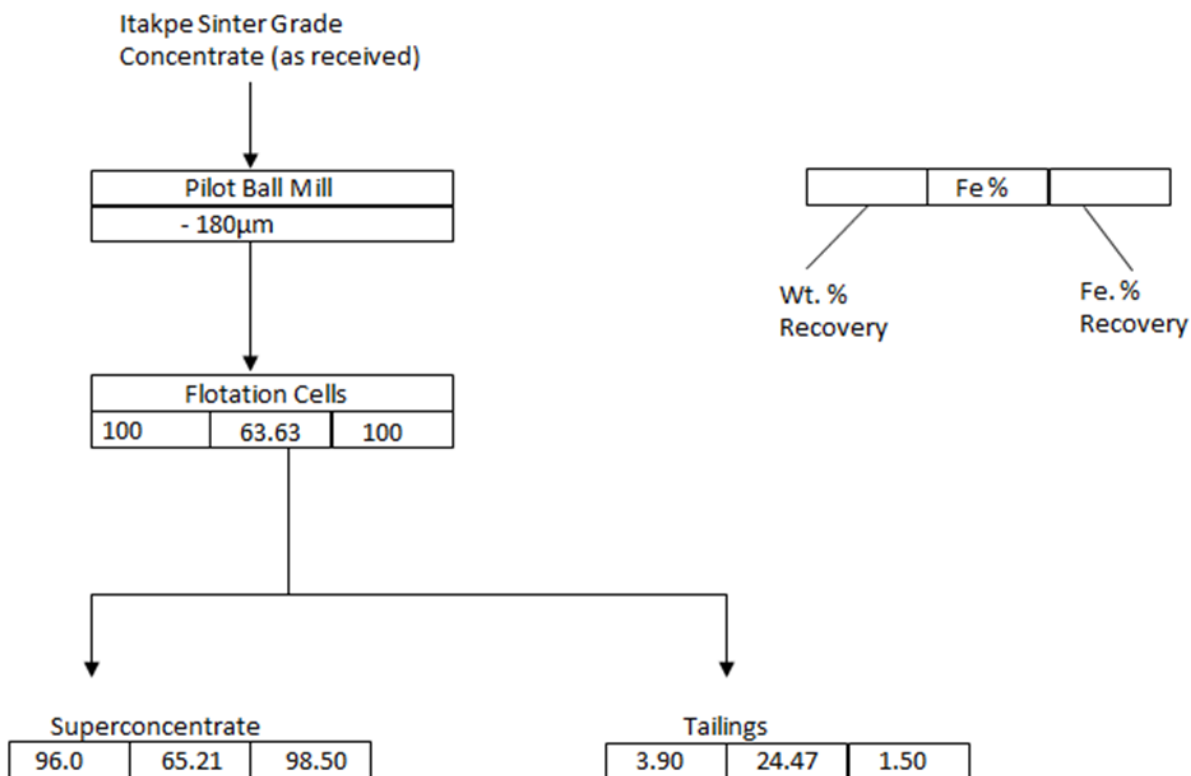 Itakpe Sinter Grade
Concentrate (as received)
Pilot Ball Mill
- 180µm
Fe %
Wt. %
Recovery
Fe. %
Recovery
Flotation Cells
100 63.63 100
Superconcentrate
96.0 65.21 98.50
Tailings
3.90 24.47 1.50